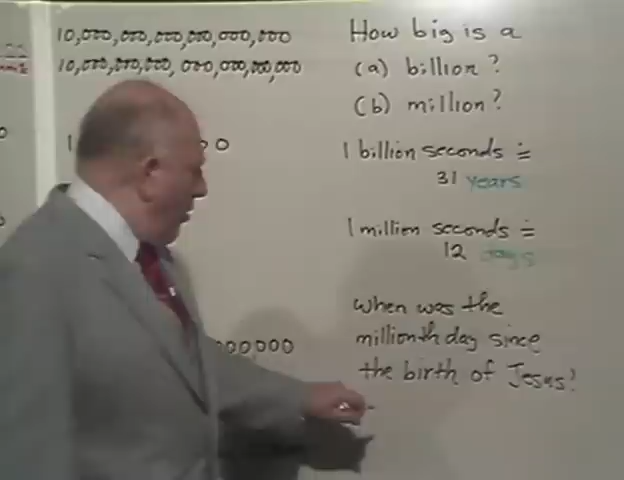 10,000,000,000,000,000,000
10,000,000,000,000,000,000,000
How big is a
(a) billion?
(b) million?
1 billion seconds ≐
31 years
1 million seconds ≐
12 days
When was the
millionth day since
the birth of Jesus?